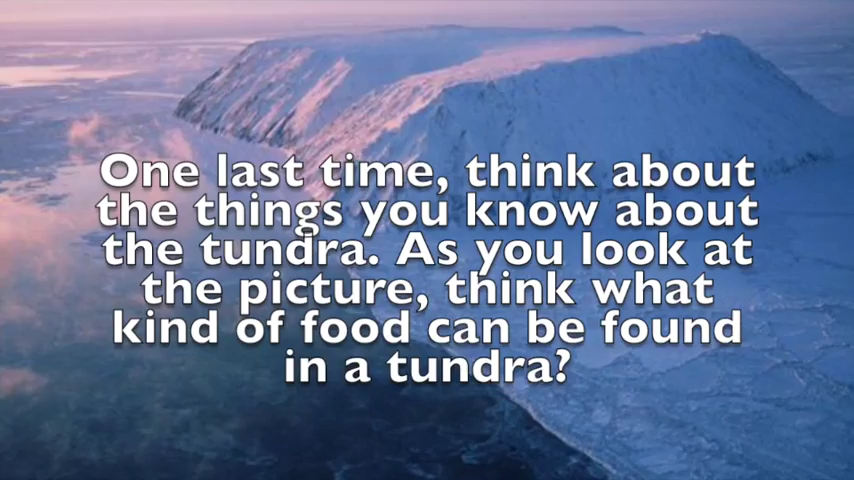 One last time, think about
the things you know about
the tundra. As you look at
the picture, think what
kind of food can be found
in a tundra?